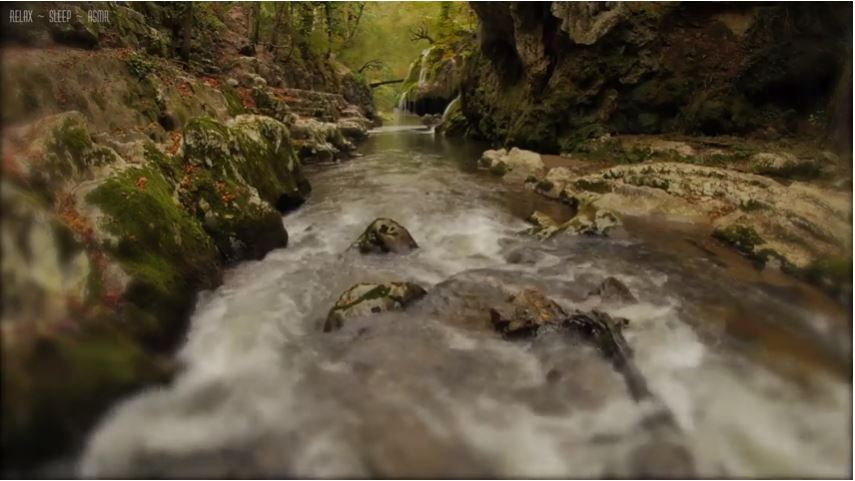 RELAX ~ SLEEP ~ ASMR